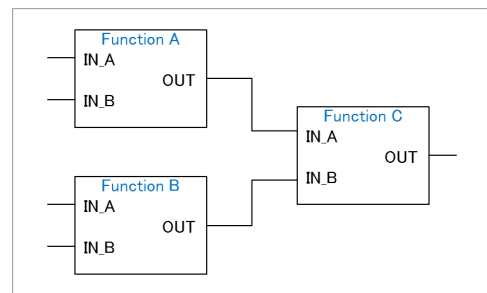 Function A
IN_A
OUT
IN_B
Function B
IN_A
OUT
IN_B
Function C
IN_A
OUT
IN_B